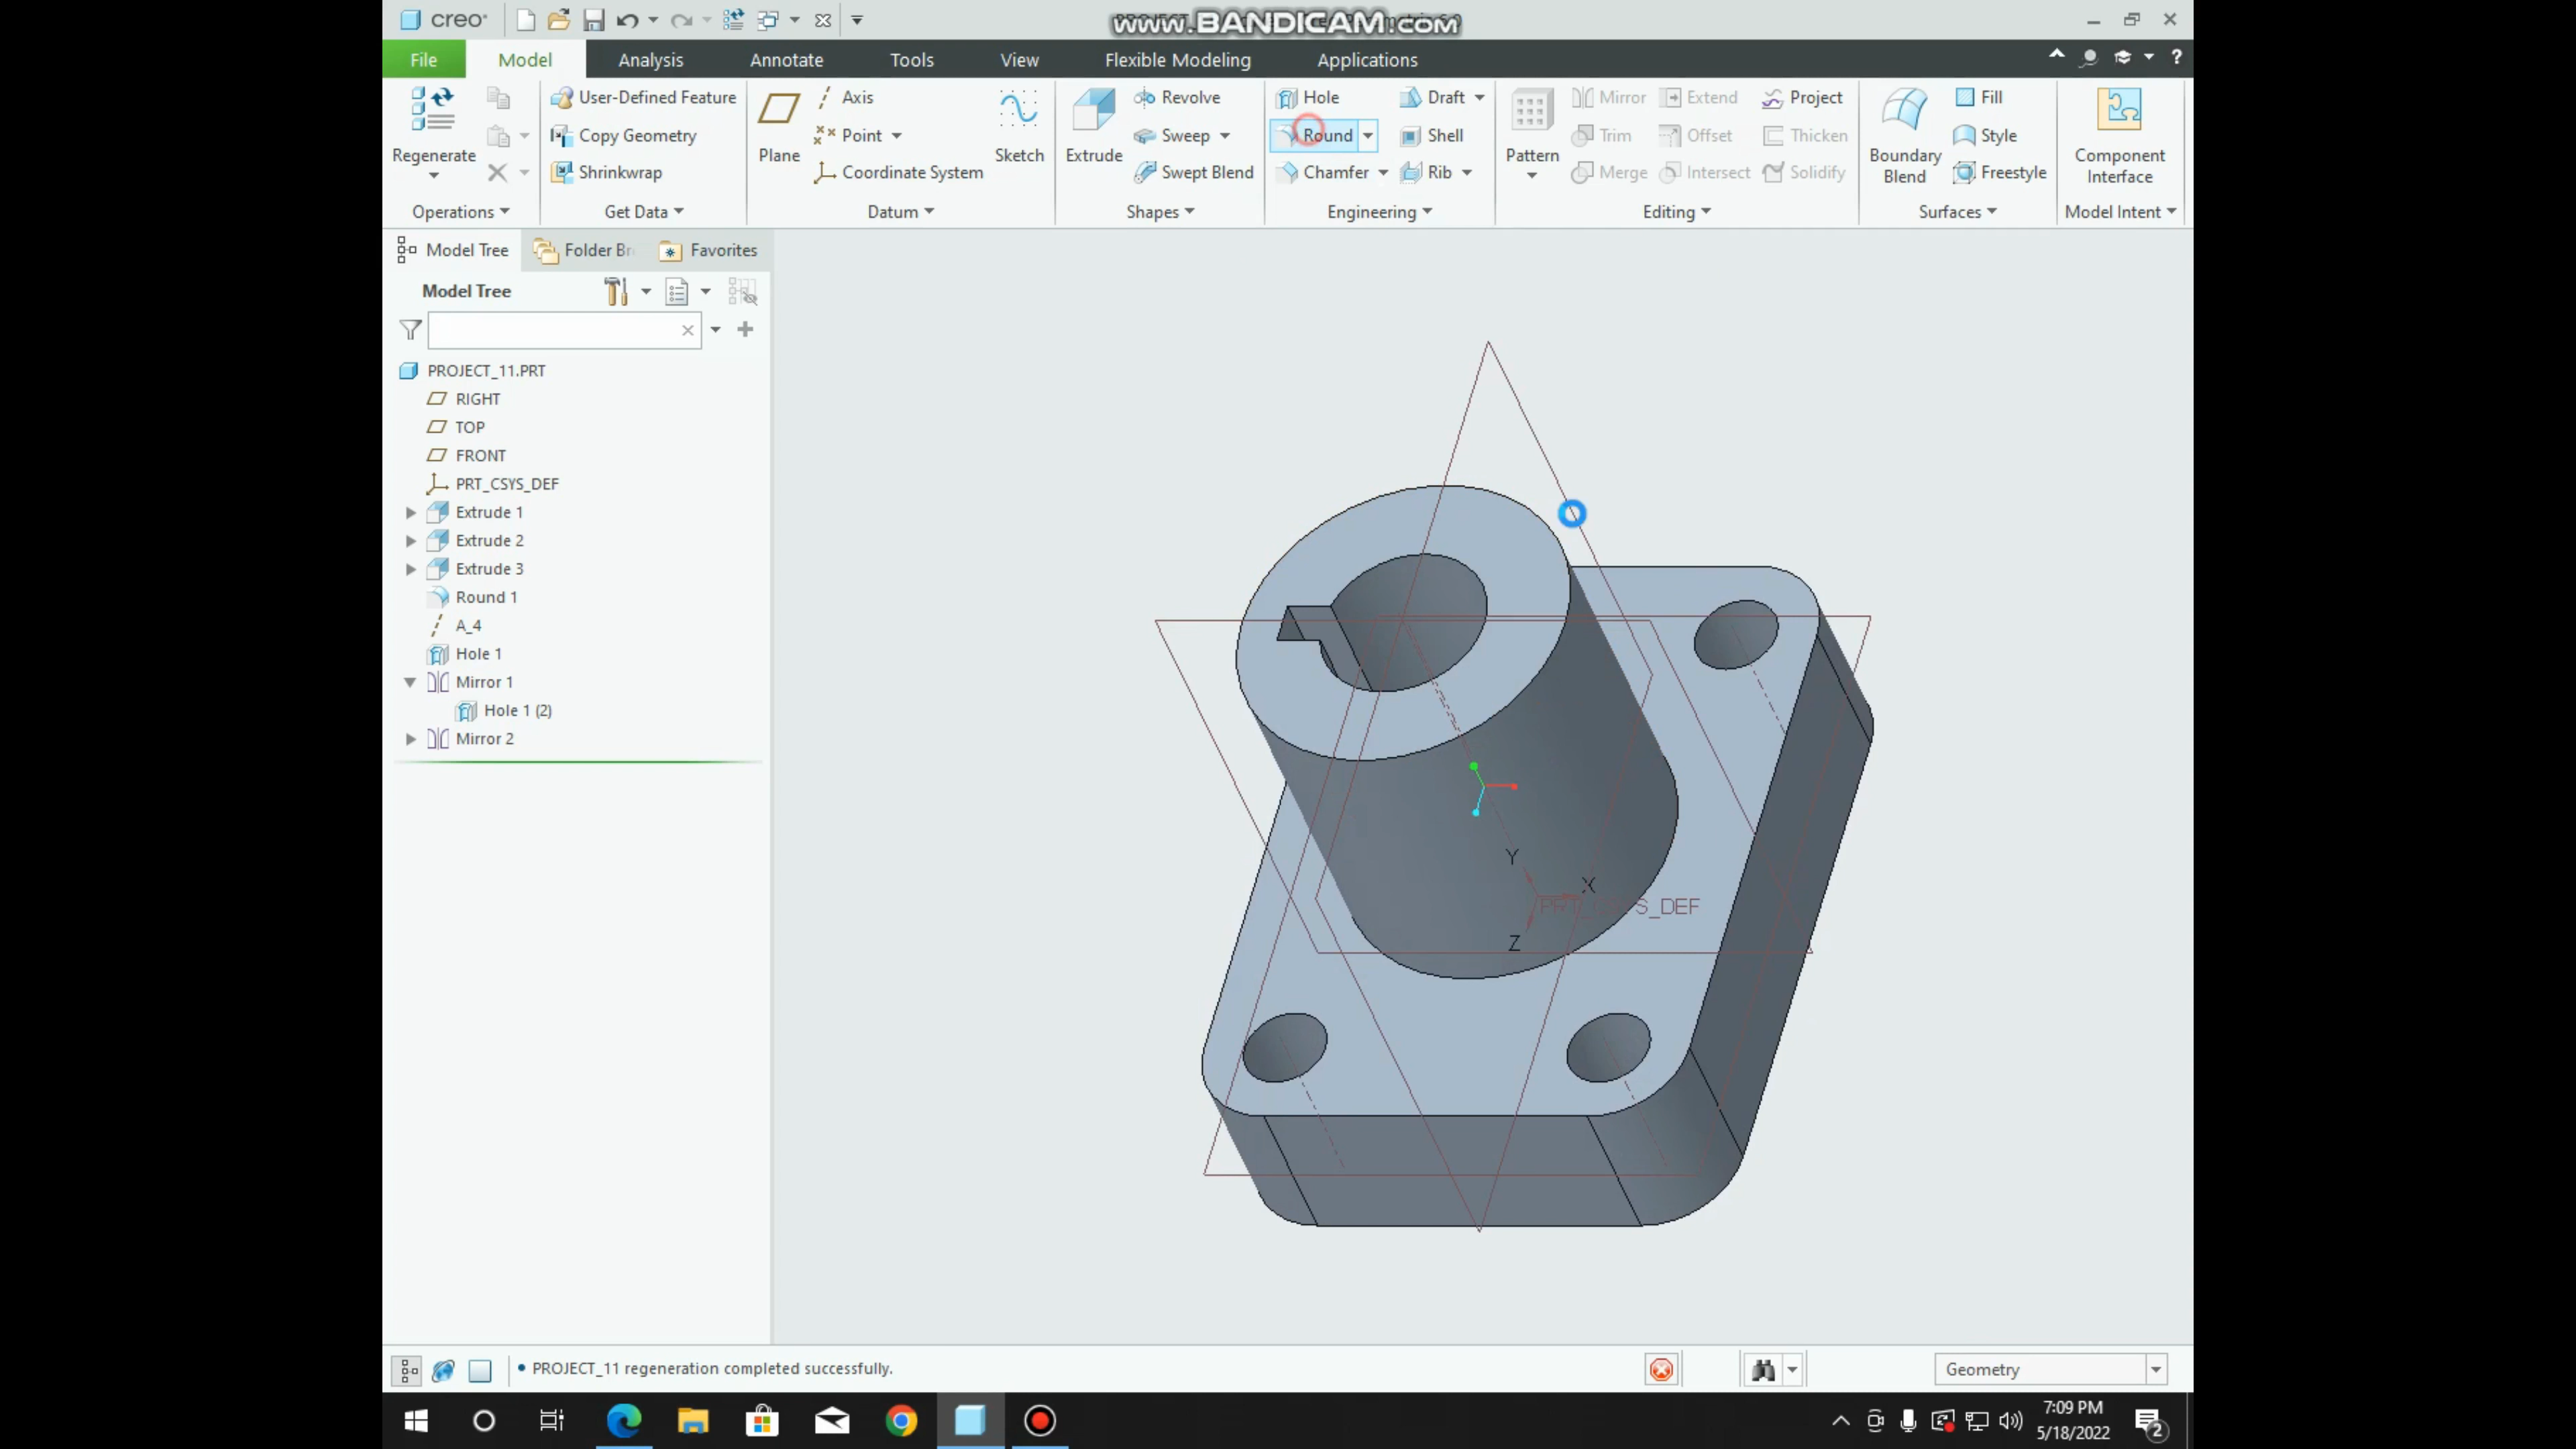 creo
www.BANDICAM.com
File Model Analysis Annotate Tools View Flexible Modeling Applications
Regenerate
Operations
User-Defined Feature
Copy Geometry
Shrinkwrap
Get Data
Plane
Axis
Point
Coordinate System
Sketch
Datum
Extrude
Revolve
Sweep
Swept Blend
Shapes
Hole
Round
Chamfer
Draft
Shell
Rib
Engineering
Pattern
Mirror
Trim
Merge
Extend
Offset
Intersect
Project
Thicken
Solidify
Editing
Boundary
Blend
Fill
Style
Freestyle
Surfaces
Component
Interface
Model Intent
Model Tree Folder Br Favorites
Model Tree
PROJECT_11.PRT
RIGHT
TOP
FRONT
PRT_CSYS_DEF
Extrude 1
Extrude 2
Extrude 3
Round 1
A_4
Hole 1
Mirror 1
Hole 1 (2)
Mirror 2
Y
X
Z
S_DEF
• PROJECT_11 regeneration completed successfully.
Geometry
7:09 PM
5/18/2022
2